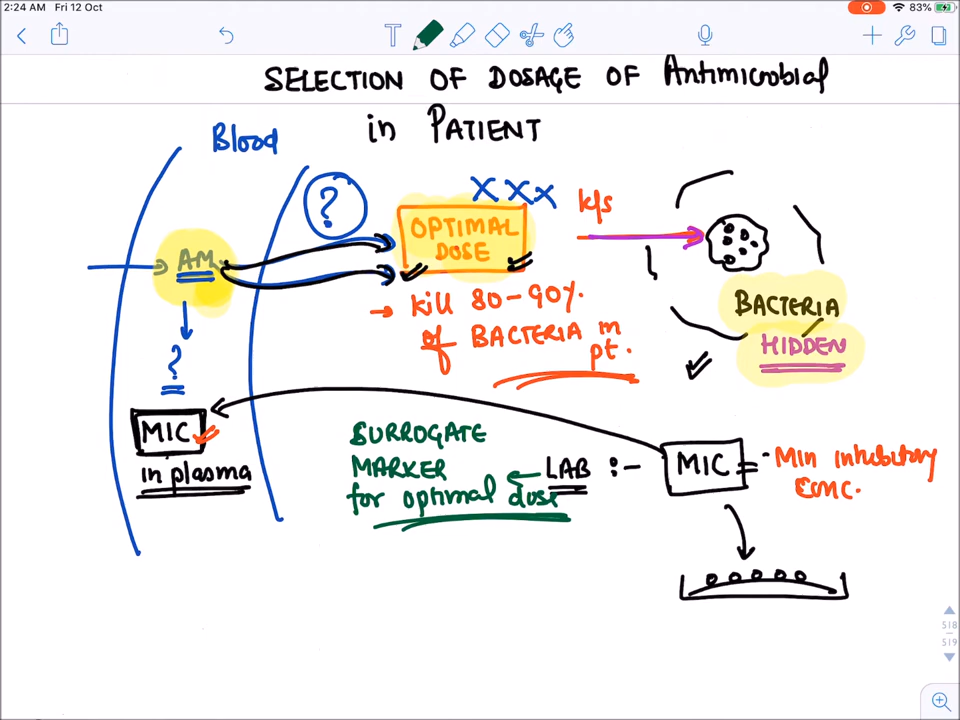 2:24 AM Fri 12 Oct
83%
T
SELECTION OF DOSAGE OF Antimicrobial
in PATIENT
Blood
?
XXX
k/s
OPTIMAL
DOSE
AM
→ kill 80-90%.
of BACTERIA in
pt.
BACTERIA
HIDDEN
?
MIC
in plasma
SURROGATE
MARKER
for optimal dose
LAB :-
MIC = Min inhibitory
Conc.
518
519